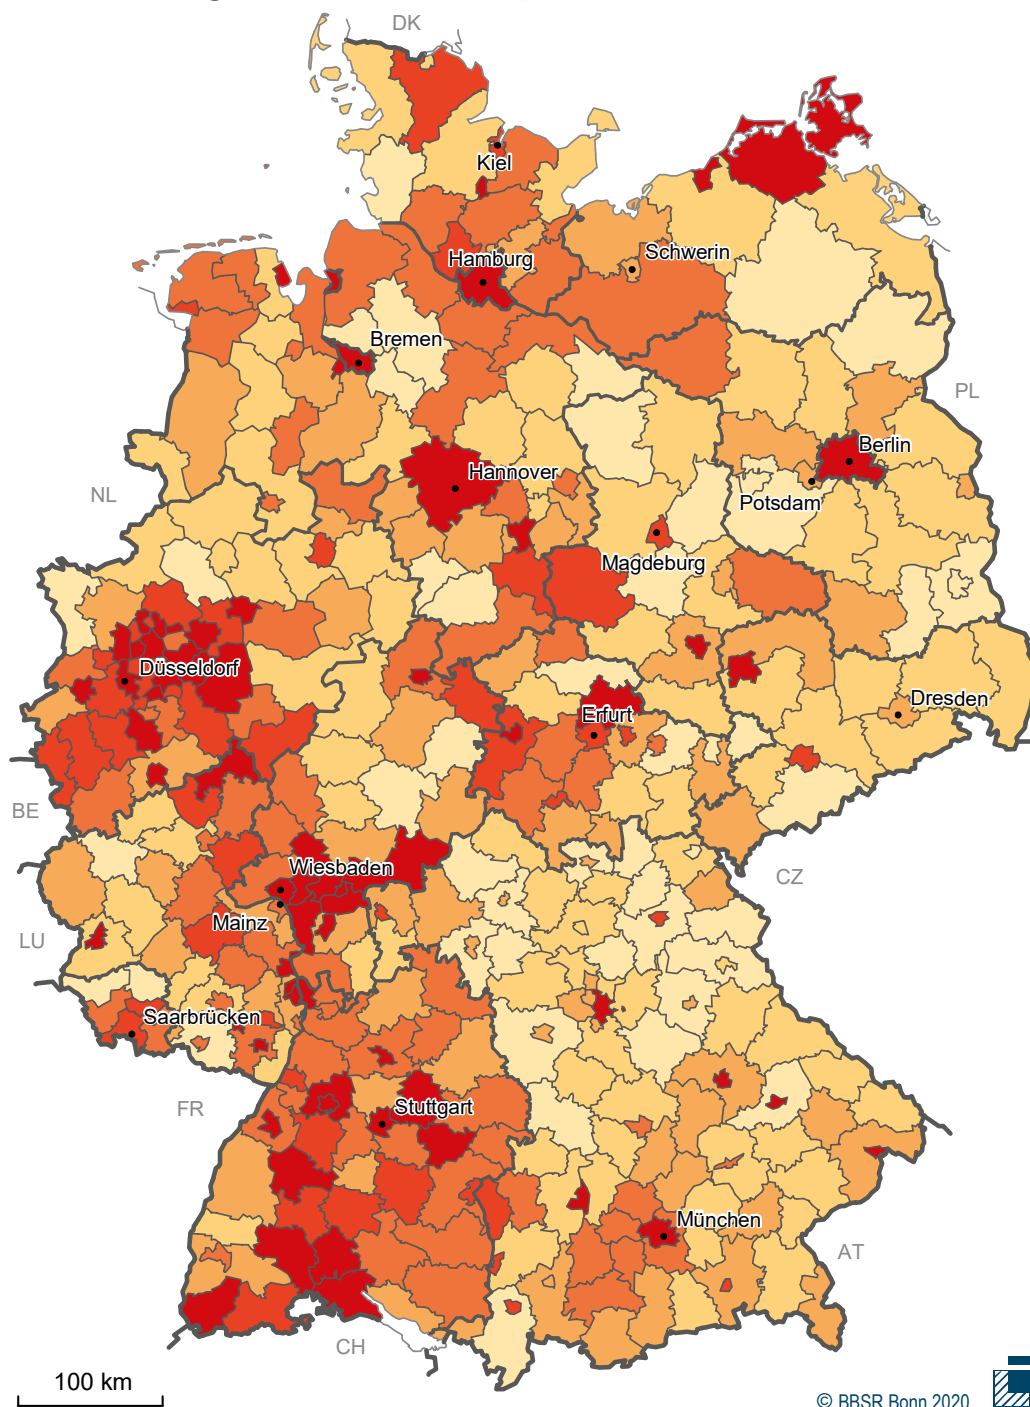 DK
Kiel
Schwerin
Hamburg
Bremen
PL
Berlin
Hannover
NL
Potsdam
Magdeburg
Düsseldorf
Dresden
Erfurt
BE
Wiesbaden
CZ
Mainz
LU
Saarbrücken
FR
Stuttgart
München
AT
CH
100 km
© BBSR Bonn 2020